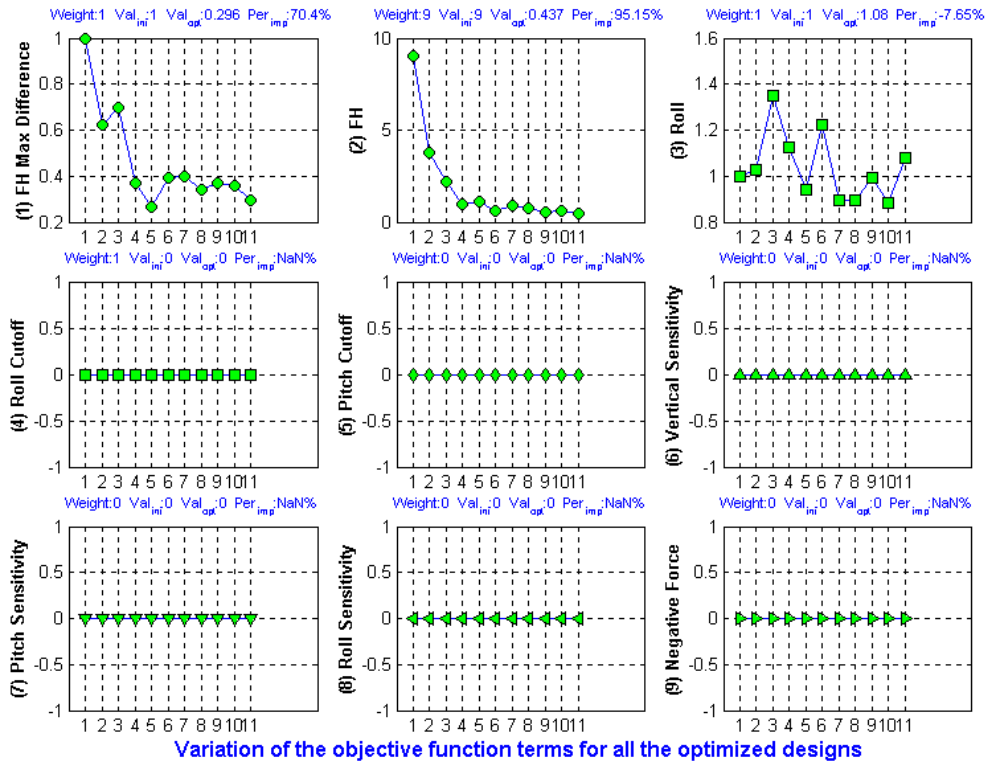 Weight:1 Val_ini:1 Val_opt:0.296 Per_imp:70.4%
(1) FH Max Difference
1
0.8
0.6
0.4
0.2
1 2 3 4 5 6 7 8 9 10 11
Weight:9 Val_ini:9 Val_opt:0.437 Per_imp:95.15%
(2) FH
10
5
0
1 2 3 4 5 6 7 8 9 10 11
Weight:1 Val_ini:1 Val_opt:1.08 Per_imp:-7.65%
(3) Roll
1.6
1.4
1.2
1
0.8
1 2 3 4 5 6 7 8 9 10 11
Weight:1 Val_ini:0 Val_opt:0 Per_imp:NaN%
(4) Roll Cutoff
1
0.5
0
-0.5
-1
1 2 3 4 5 6 7 8 9 10 11
Weight:0 Val_ini:0 Val_opt:0 Per_imp:NaN%
(5) Pitch Cutoff
1
0.5
0
-0.5
-1
1 2 3 4 5 6 7 8 9 10 11
Weight:0 Val_ini:0 Val_opt:0 Per_imp:NaN%
(6) Vertical Sensitivity
1
0.5
0
-0.5
-1
1 2 3 4 5 6 7 8 9 10 11
Weight:0 Val_ini:0 Val_opt:0 Per_imp:NaN%
(7) Pitch Sensitivity
1
0.5
0
-0.5
-1
1 2 3 4 5 6 7 8 9 10 11
Weight:0 Val_ini:0 Val_opt:0 Per_imp:NaN%
(8) Roll Sensitivity
1
0.5
0
-0.5
-1
1 2 3 4 5 6 7 8 9 10 11
Weight:0 Val_ini:0 Val_opt:0 Per_imp:NaN%
(9) Negative Force
1
0.5
0
-0.5
-1
1 2 3 4 5 6 7 8 9 10 11
Variation of the objective function terms for all the optimized designs